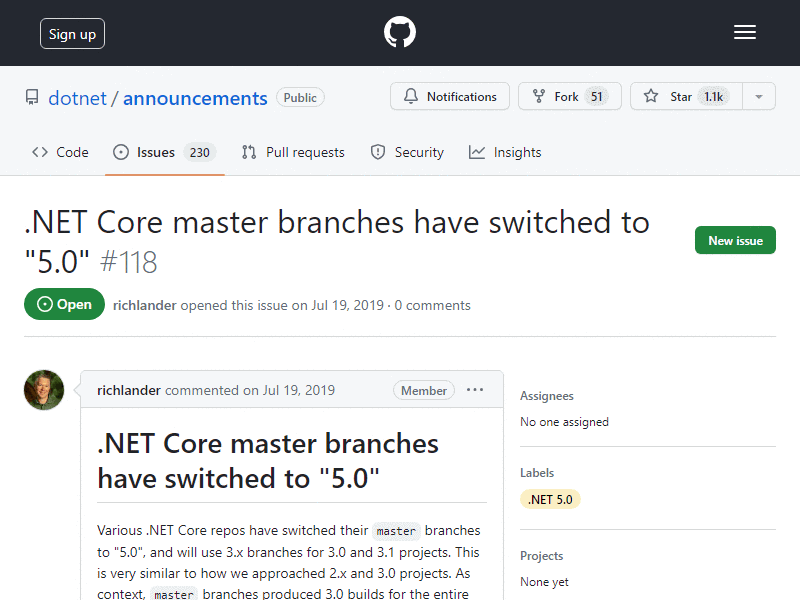 Sign up
dotnet / announcements Public
Notifications
Fork 51
Star 1.1k
Code
Issues 230
Pull requests
Security
Insights
.NET Core master branches have switched to
"5.0" #118
New issue
Open
richlander opened this issue on Jul 19, 2019 · 0 comments
richlander commented on Jul 19, 2019
Member
.NET Core master branches
have switched to "5.0"
Various .NET Core repos have switched their master branches
to "5.0", and will use 3.x branches for 3.0 and 3.1 projects. This
is very similar to how we approached 2.x and 3.0 projects. As
context, master branches produced 3.0 builds for the entire
Assignees
No one assigned
Labels
.NET 5.0
Projects
None yet